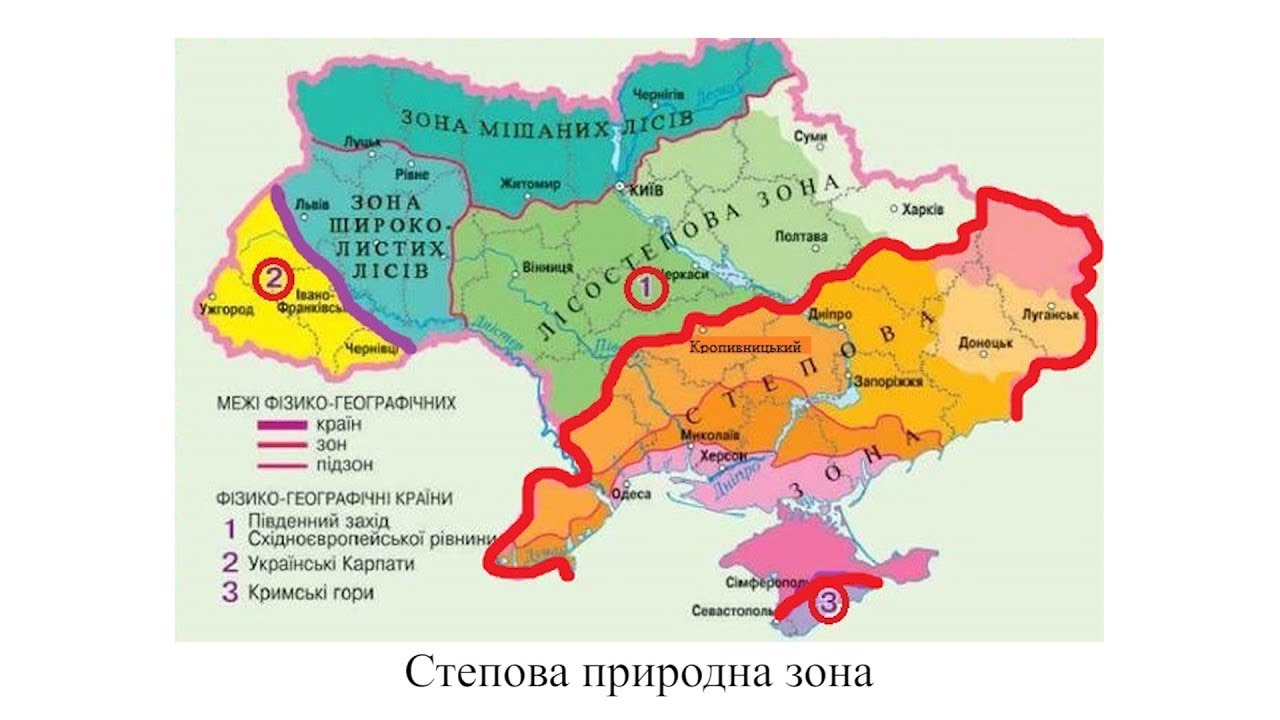 Чернігів
Десна
ЗОНА МІШАНИХ ЛІСІВ
Суми
Луцьк
Рівне
Житомир
КИЇВ
Львів
ЗОНА
ШИРОКО-
ЛИСТИХ
ЛІСІВ
ЛІСОСТЕПОВА ЗОНА
Харків
Полтава
Вінниця
Черкаси
1
2
Ужгород
Івано-
Франківськ
Чернівці
Дністер
Дніпро
Луганськ
Кропивницький
Донецьк
Запоріжжя
СТЕПОВА
ЗОНА
Миколаїв
Херсон
Дніпро
Одеса
Дунай
Сімферополь
Севастополь
3
МЕЖІ ФІЗИКО-ГЕОГРАФІЧНИХ
країн
зон
підзон
ФІЗИКО-ГЕОГРАФІЧНІ КРАЇНИ
1 Південний захід
Східноєвропейської рівнини
2 Українські Карпати
3 Кримські гори
Степова природна зона